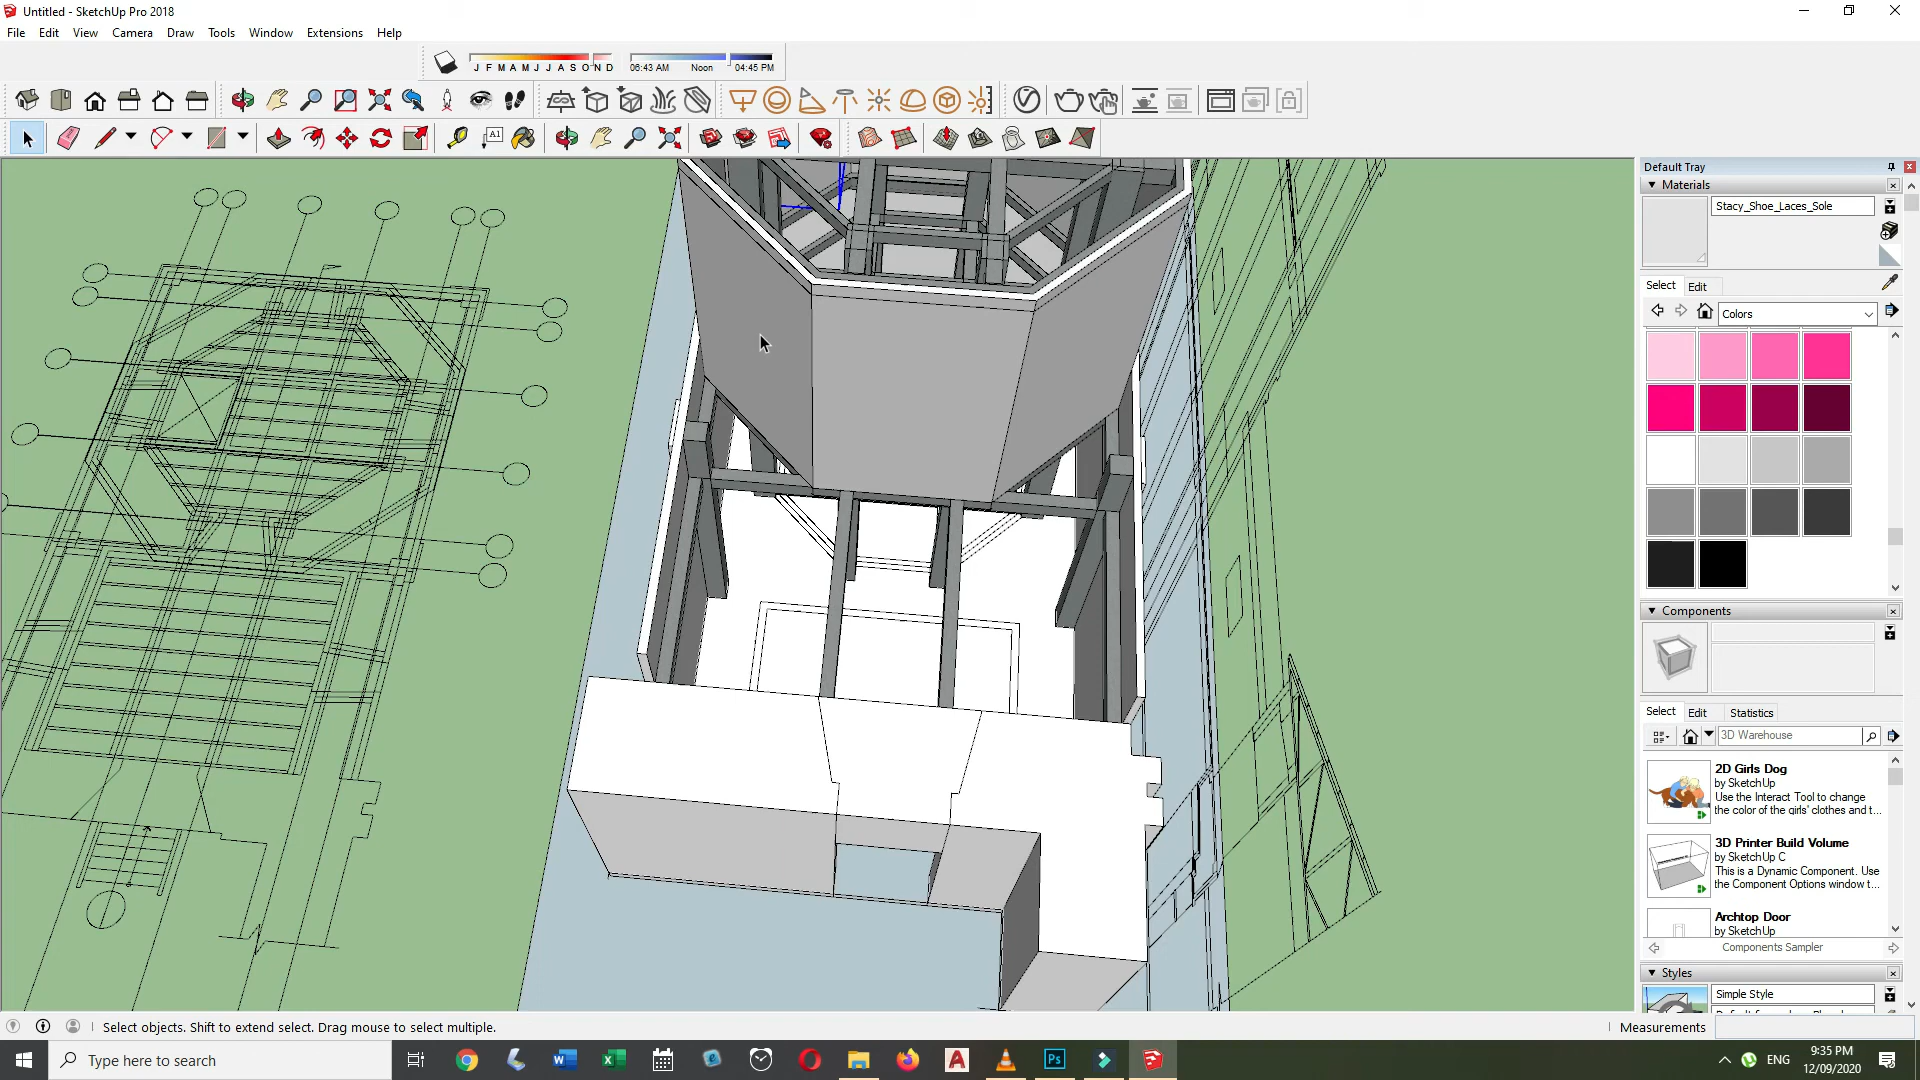 Untitled - SketchUp Pro 2018
File Edit View Camera Draw Tools Window Extensions Help
J F M A M J J A S O N D
06:43 AM Noon 04:45 PM
A1
Default Tray
Materials
Stacy_Shoe_Laces_Sole
Select Edit
Colors
Components
Select Edit Statistics
3D Warehouse
2D Girls Dog
by SketchUp
Use the Interact Tool to change
the color of the girls' clothes and t...
3D Printer Build Volume
by SketchUp C
This is a Dynamic Component. Use
the Component Options window t...
Archtop Door
by SketchUp
Components Sampler
Styles
Simple Style
Select objects. Shift to extend select. Drag mouse to select multiple.
Measurements
Type here to search
Ps
ENG
9:35 PM
12/09/2020